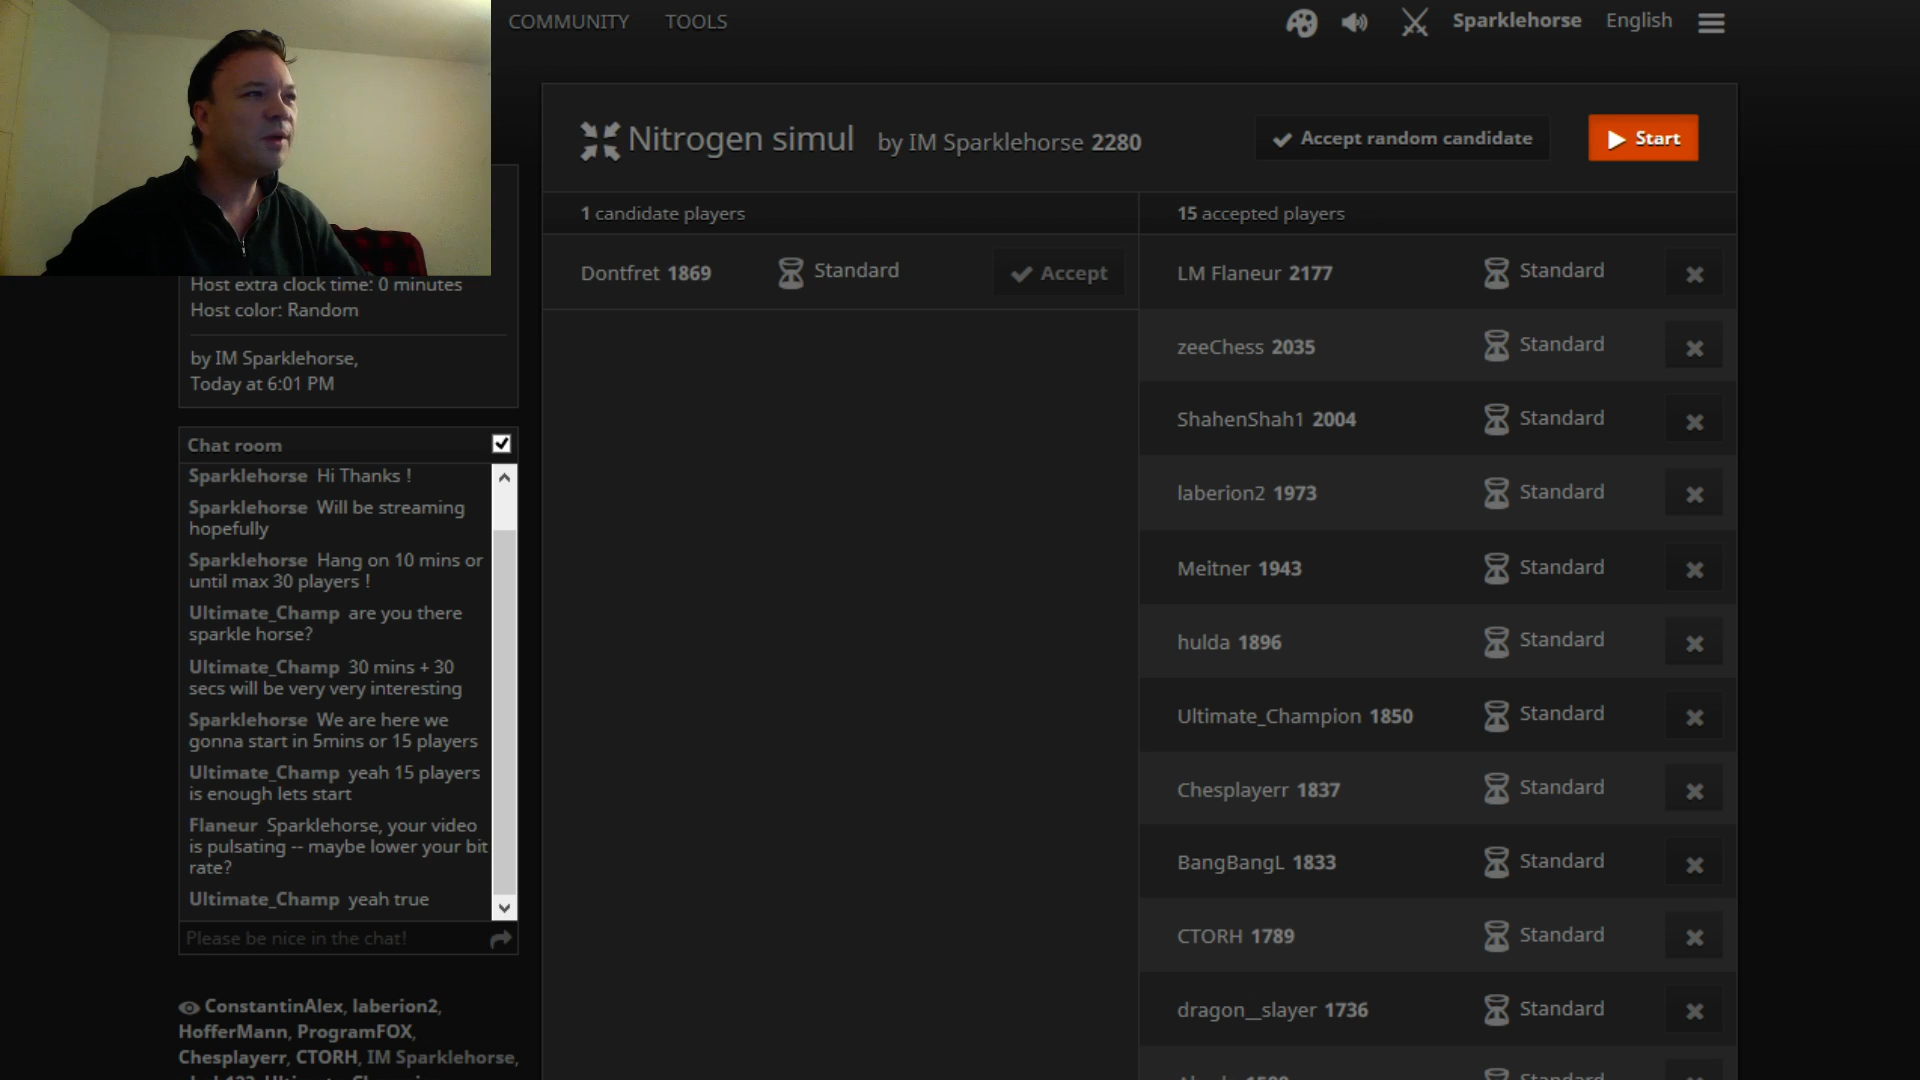 COMMUNITY TOOLS
Sparklehorse English
Nitrogen simul by IM Sparklehorse 2280
Accept random candidate
Start
1 candidate players
15 accepted players
Dontfret 1869 Standard Accept
LM Flaneur 2177 Standard
zeeChess 2035 Standard
ShahenShah1 2004 Standard
laberion2 1973 Standard
Meitner 1943 Standard
hulda 1896 Standard
Ultimate_Champion 1850 Standard
Chesplayerr 1837 Standard
BangBangL 1833 Standard
CTORH 1789 Standard
dragon__slayer 1736 Standard
Host extra clock time: 0 minutes
Host color: Random
by IM Sparklehorse,
Today at 6:01 PM
Chat room
Sparklehorse Hi Thanks !
Sparklehorse Will be streaming
hopefully
Sparklehorse Hang on 10 mins or
until max 30 players !
Ultimate_Champ are you there
sparkle horse?
Ultimate_Champ 30 mins + 30
secs will be very very interesting
Sparklehorse We are here we
gonna start in 5mins or 15 players
Ultimate_Champ yeah 15 players
is enough lets start
Flaneur Sparklehorse, your video
is pulsating -- maybe lower your bit
rate?
Ultimate_Champ yeah true
Please be nice in the chat!
ConstantinAlex, laberion2,
HofferMann, ProgramFOX,
Chesplayerr, CTORH, IM Sparklehorse,